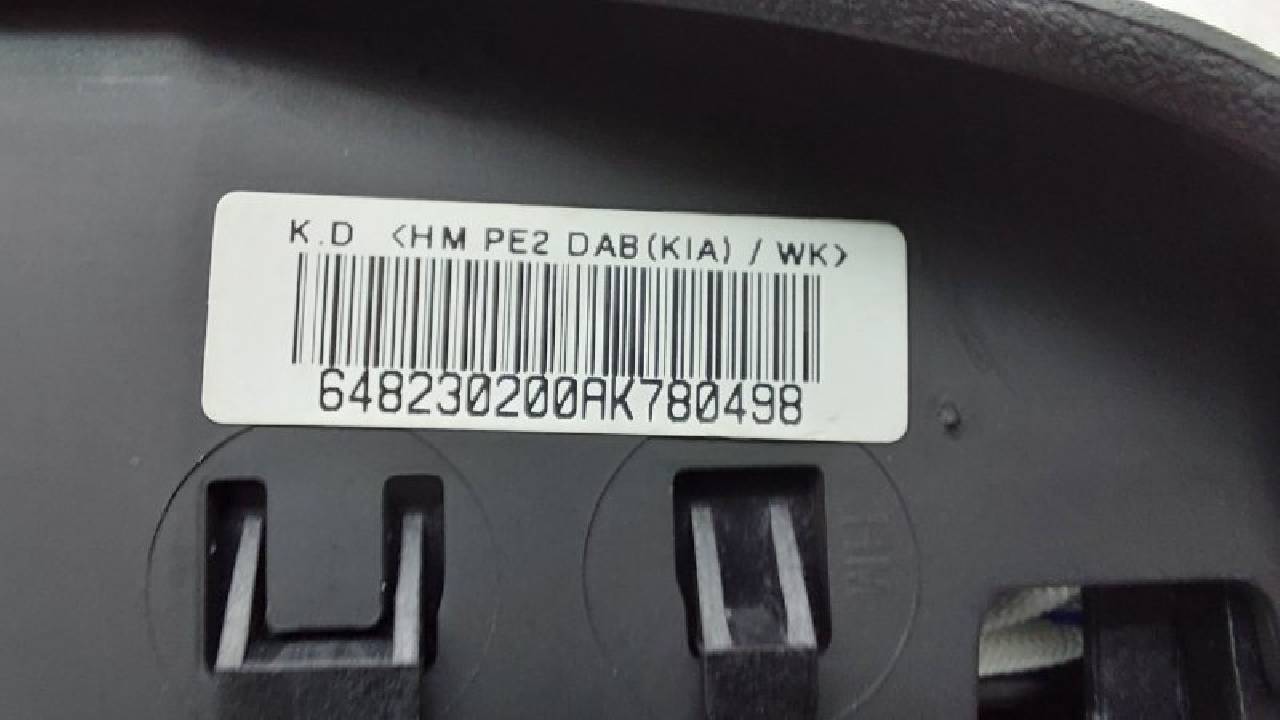 K.D <HM PE2 DAB(KIA) / WK>
648230200AK780498